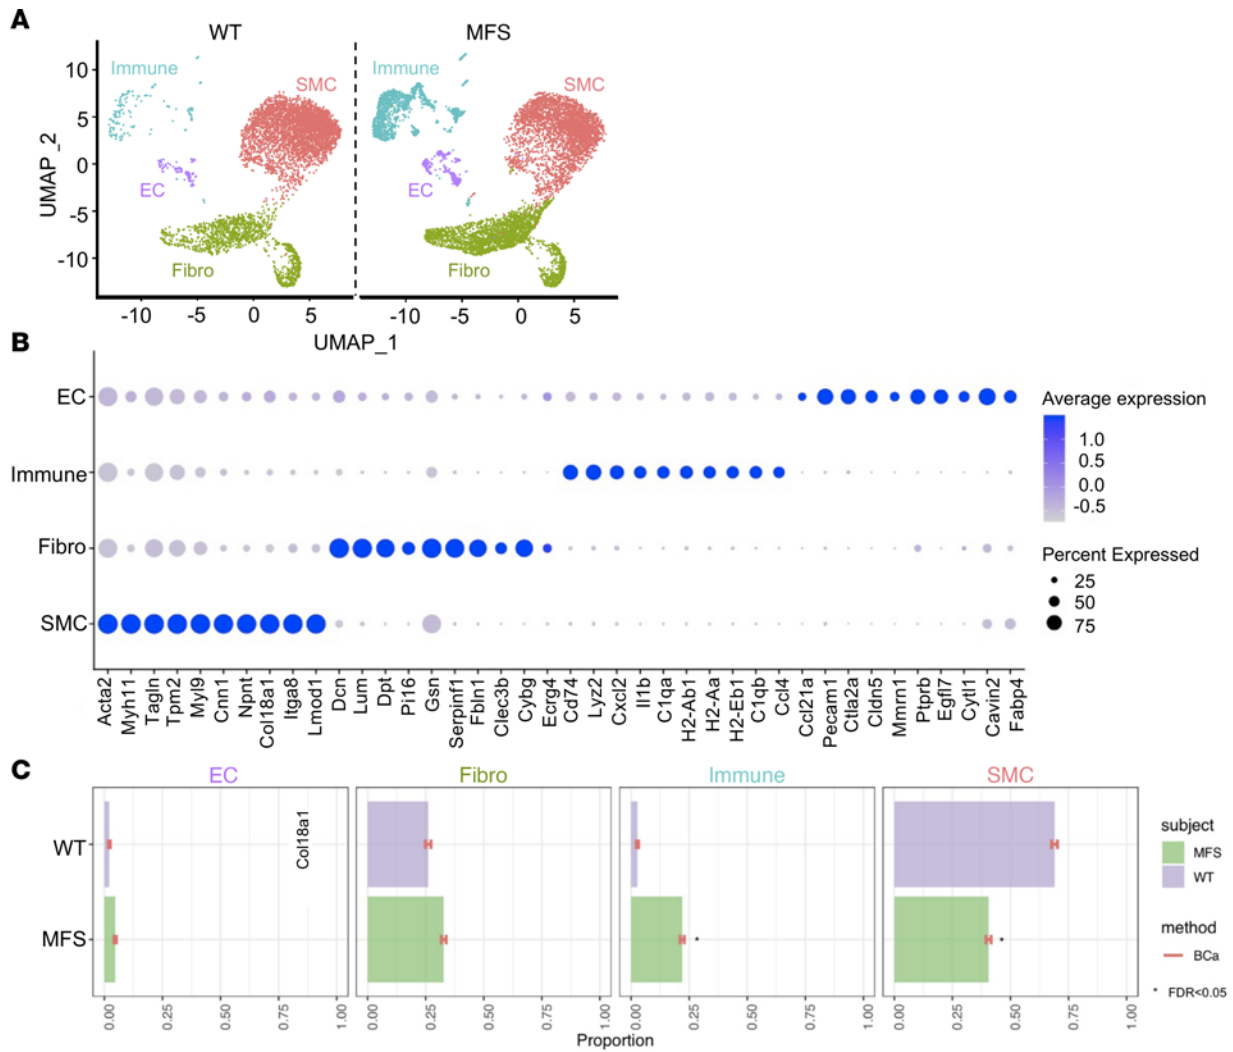 A
WT
MFS
Immune
SMC
EC
Fibro
Immune
SMC
EC
Fibro
UMAP_2
10
5
0
-5
-10
-10
-5
0
5
-10
-5
0
5
UMAP_1
B
EC
Immune
Fibro
SMC
Average expression
1.0
0.5
0.0
-0.5
Percent Expressed
25
50
75
Acta2
Myh11
Tagln
Tpm2
Myl9
Cnn1
Npnt
Col18a1
Itga8
Lmod1
Dcn
Lum
Dpt
Pi16
Gsn
Serpinf1
Fbln1
Clec3b
Cybg
Ecrg4
Cd74
Lyz2
Cxcl2
Il1b
C1qa
H2-Ab1
H2-Aa
H2-Eb1
C1qb
Ccl4
Ccl21a
Pecam1
Ctla2a
Cldn5
Mmrn1
Ptprb
Egfl7
Cytl1
Cavin2
Fabp4
C
EC
Fibro
Immune
SMC
WT
MFS
Col18a1
0.00
0.25
0.50
0.75
1.00
0.00
0.25
0.50
0.75
1.00
0.00
0.25
0.50
0.75
1.00
0.00
0.25
0.50
0.75
1.00
*
*
Proportion
subject
MFS
WT
method
BCa
* FDR<0.05